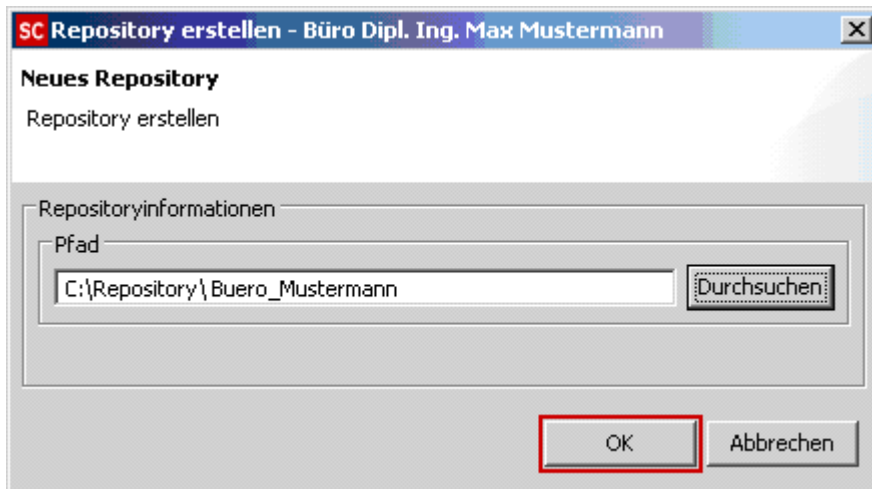 SC Repository erstellen - Büro Dipl. Ing. Max Mustermann
Neues Repository
Repository erstellen
Repositoryinformationen
Pfad
C:\Repository\Buero_Mustermann
Durchsuchen
OK
Abbrechen